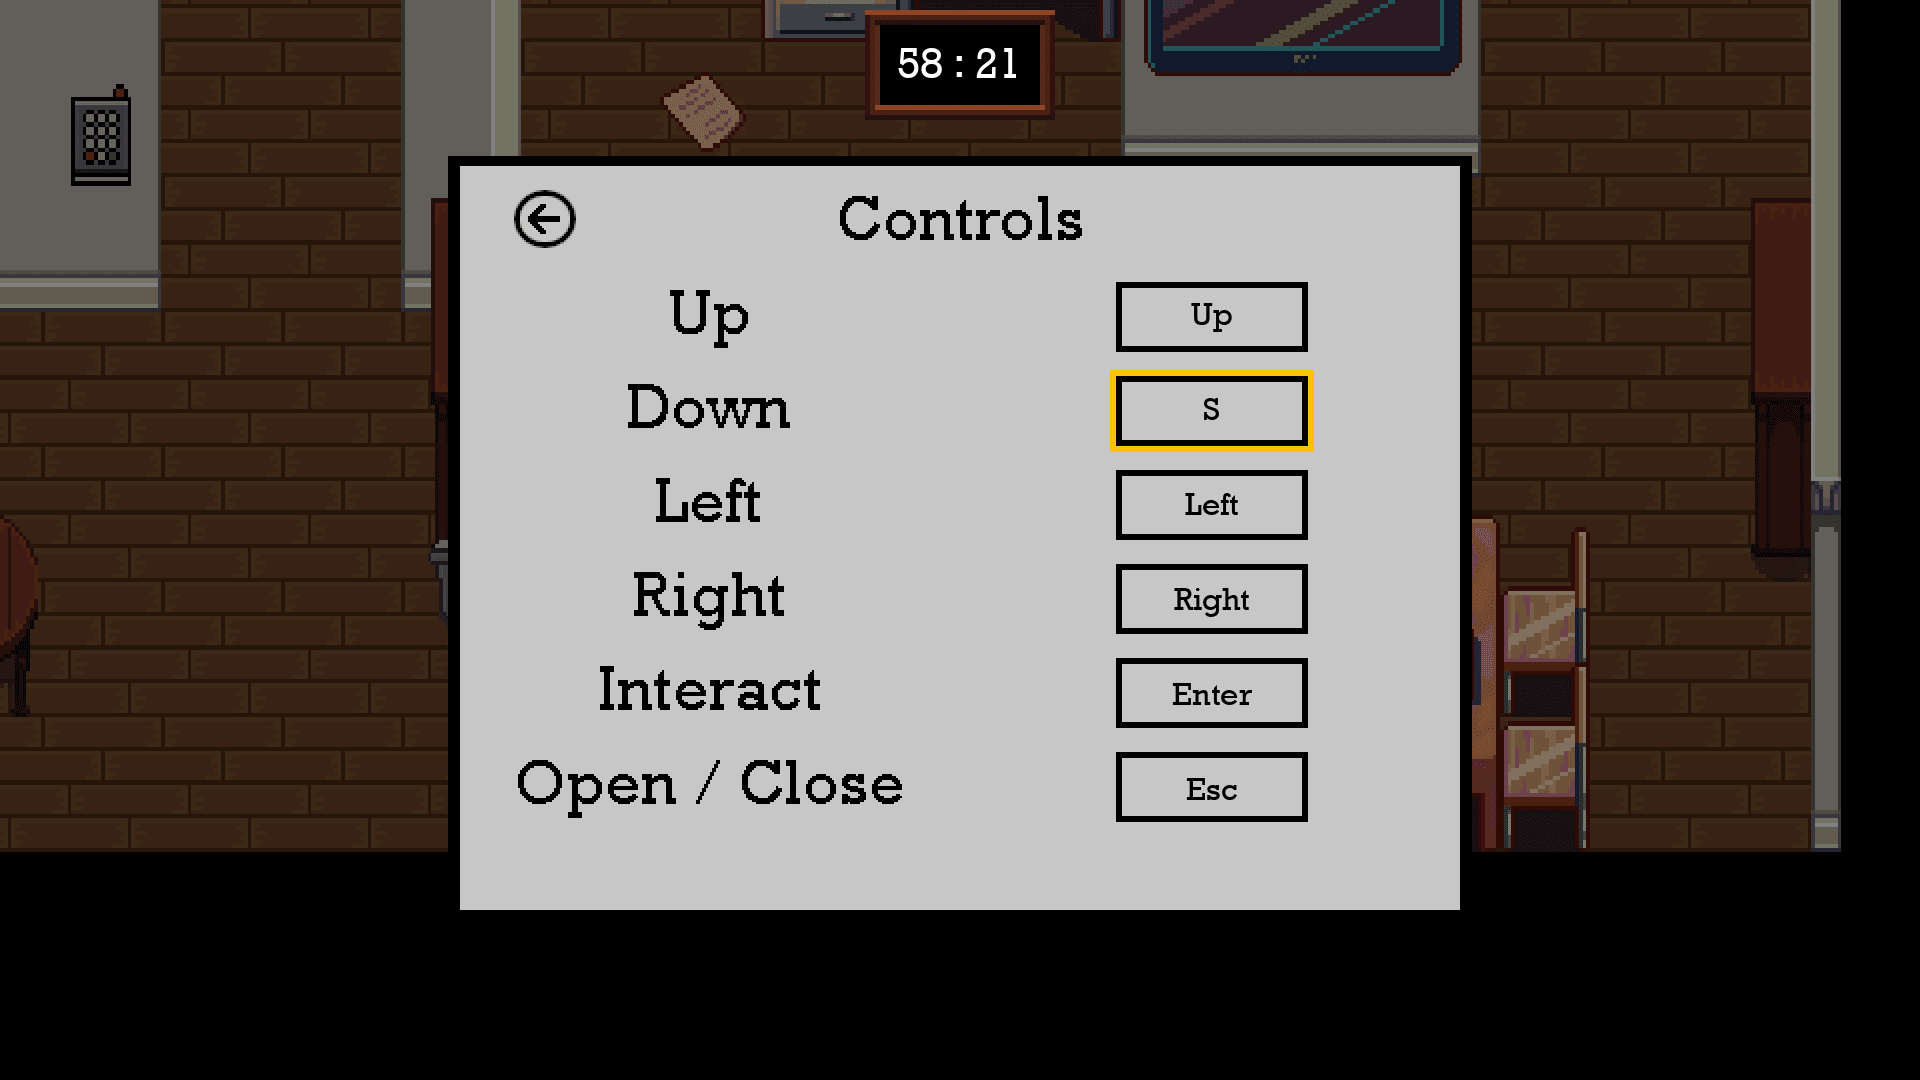 58:21
Controls
Up Up
Down S
Left Left
Right Right
Interact Enter
Open / Close Esc